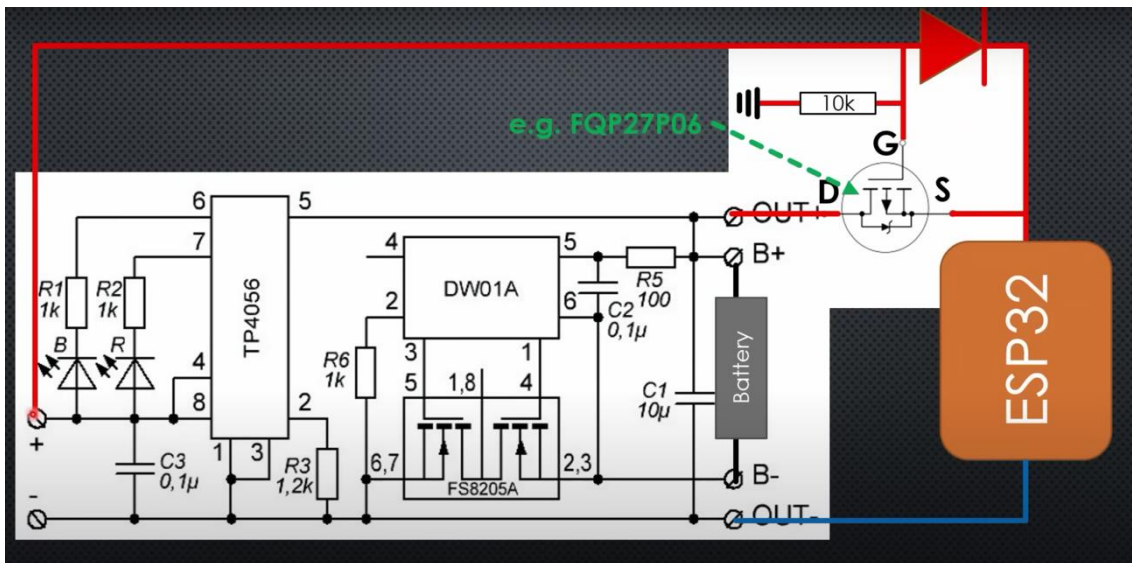 10k
e.g. FQP27P06
G
D
S
6
5
OUT+
7
4
5
B+
R1
1k
R2
1k
TP4056
DW01A
R5
100
2
6
C2
0,1µ
B
R
4
R6
1k
3
1
Battery
ESP32
8
2
5
1,8
4
C1
10µ
+
1
3
C3
0,1µ
R3
1,2k
6,7
2,3
FS8205A
B-
-
OUT-